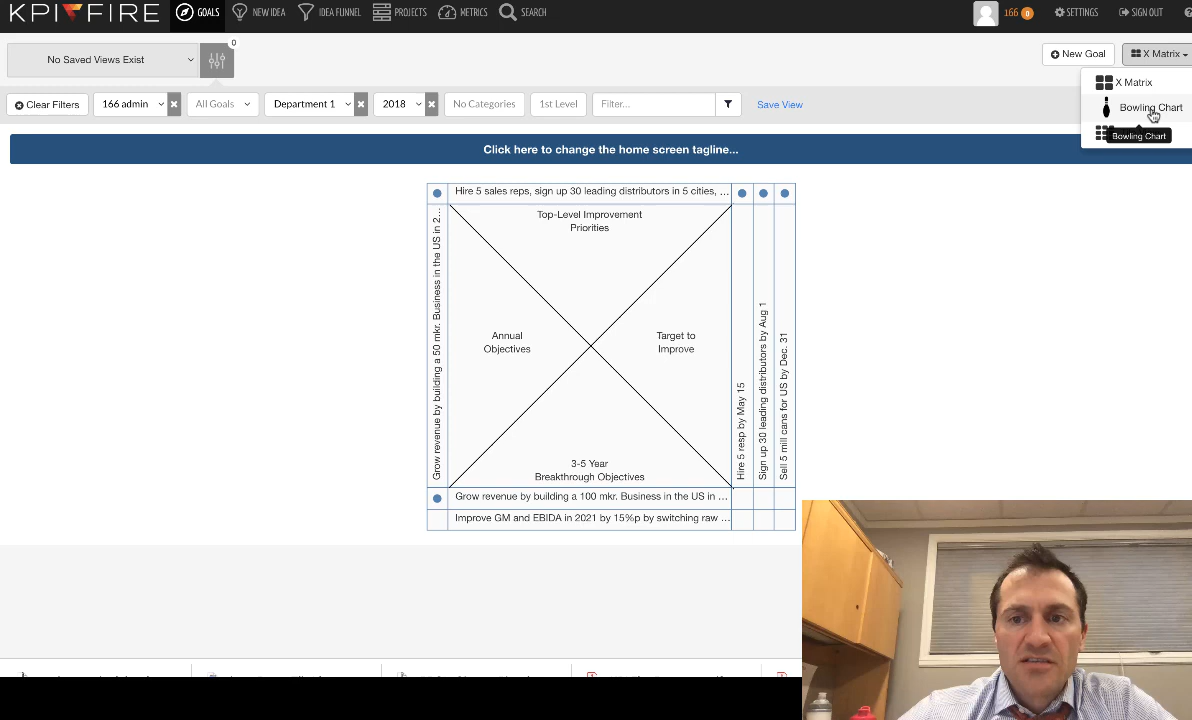 KPI FIRE
GOALS
NEW IDEA
IDEA FUNNEL
PROJECTS
METRICS
SEARCH
166
0
SETTINGS
SIGN OUT
No Saved Views Exist
0
New Goal
X Matrix
X Matrix
Bowling Chart
Bowling Chart
Clear Filters
166 admin
All Goals
Department 1
2018
No Categories
1st Level
Filter...
Save View
Click here to change the home screen tagline...
Hire 5 sales reps, sign up 30 leading distributors in 5 cities, ...
Top-Level Improvement
Priorities
Grow revenue by building a 50 mkr. Business in the US in 2...
Annual
Objectives
Target to
Improve
Hire 5 resp by May 15
Sign up 30 leading distributors by Aug 1
Sell 5 mill cans for US by Dec. 31
3-5 Year
Breakthrough Objectives
Grow revenue by building a 100 mkr. Business in the US in ...
Improve GM and EBIDA in 2021 by 15%p by switching raw ...